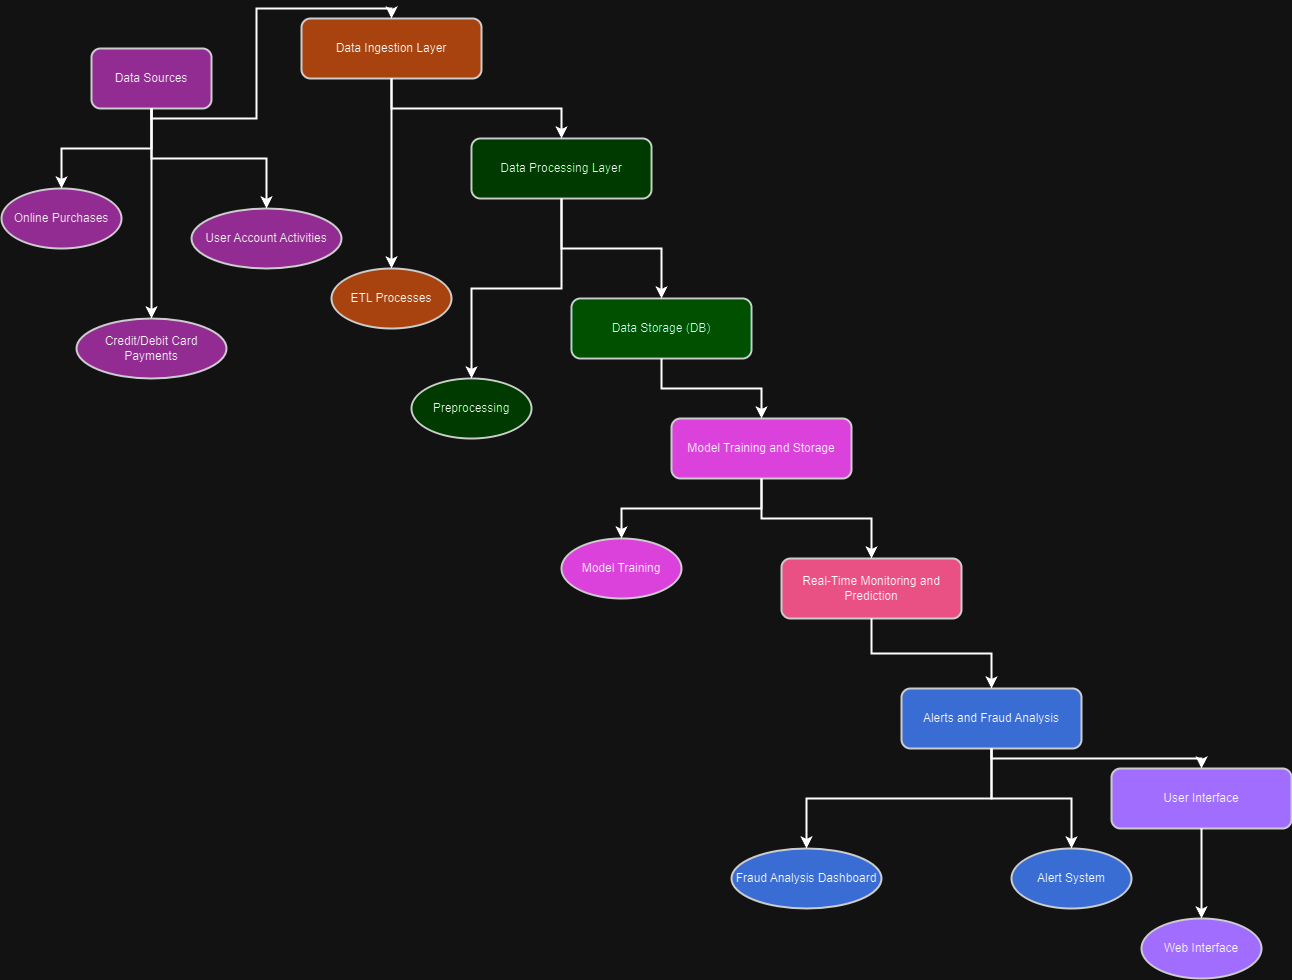 Data Ingestion Layer
Data Sources
Data Processing Layer
Online Purchases
User Account Activities
ETL Processes
Data Storage (DB)
Credit/Debit Card
Payments
Preprocessing
Model Training and Storage
Model Training
Real-Time Monitoring and
Prediction
Alerts and Fraud Analysis
User Interface
Fraud Analysis Dashboard
Alert System
Web Interface